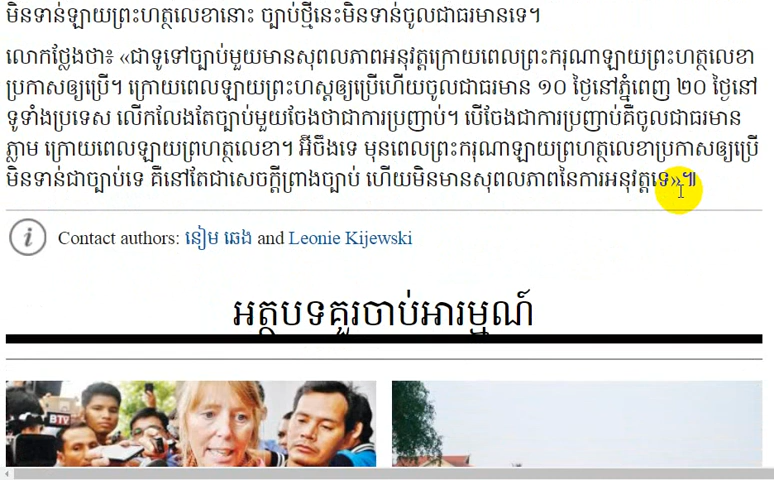 មិនទាន់ឡាយព្រះហត្ថលេខានោះ ច្បាប់ថ្មីនេះមិនទាន់ចូលជាធរមានទេ។
លោកថ្លែងថា៖ «ជាទូទៅច្បាប់មួយមានសុពលភាពអនុវត្តក្រោយពេលព្រះករុណាឡាយព្រះហត្ថលេខា
ប្រកាសឲ្យប្រើ។ ក្រោយពេលឡាយព្រះហស្តឲ្យប្រើហើយចូលជាធរមាន ១០ ថ្ងៃនៅភ្នំពេញ ២០ ថ្ងៃនៅ
ទូទាំងប្រទេស លើកលែងតែច្បាប់មួយចែងថាជាការប្រញាប់។ បើចែងជាការប្រញាប់គឺចូលជាធរមាន
ភ្លាម ក្រោយពេលឡាយព្រហត្ថលេខា។ អ៊ីចឹងទេ មុនពេលព្រះករុណាឡាយព្រហត្ថលេខាប្រកាសឲ្យប្រើ
មិនទាន់ជាច្បាប់ទេ គឺនៅតែជាសេចក្តីព្រាងច្បាប់ ហើយមិនមានសុពលភាពនៃការអនុវត្តទេ»៕
Contact authors: នៀម ឆេង and Leonie Kijewski
អត្ថបទគួរចាប់អារម្មណ៍
BTV